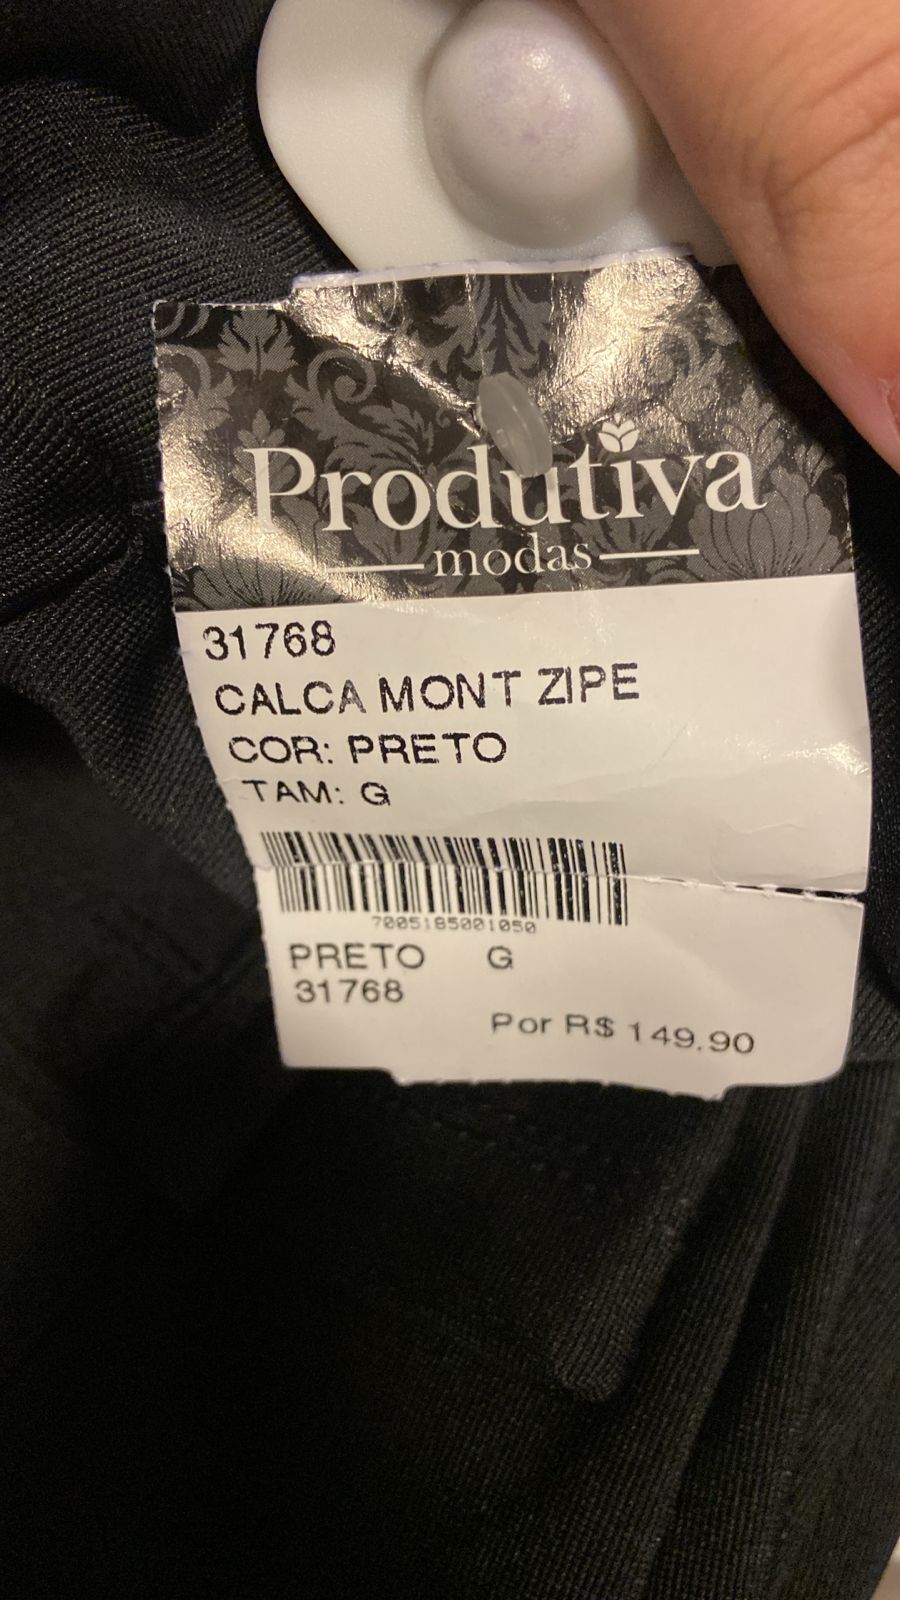 Produtiva
modas
31768
CALCA MONT ZIPE
COR: PRETO
TAM: G
7005185001050
PRETO G
31768
Por R$ 149.90